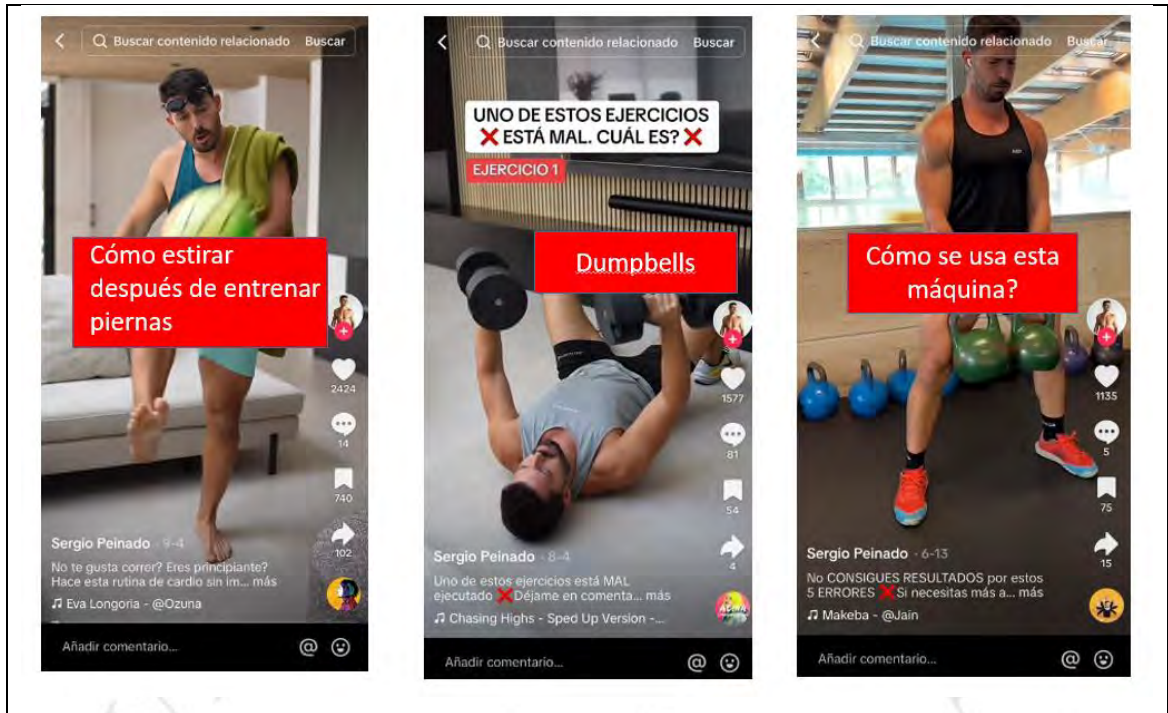 Buscar contenido relacionado Buscar
Cómo estirar
después de entrenar
piernas
2424
14
740
102
Sergio Peinado · 9-4
No te gusta correr? Eres principiante?
Hace esta rutina de cardio sin im... más
Eva Longoria - @Ozuna
Añadir comentario...
Buscar contenido relacionado Buscar
UNO DE ESTOS EJERCICIOS
❌ ESTÁ MAL. CUÁL ES? ❌
EJERCICIO 1
Dumpbells
1577
81
54
4
Sergio Peinado · 8-4
Uno de estos ejercicios está MAL
ejecutado ❌ Déjame en comenta... más
Chasing Highs - Sped Up Version -...
Añadir comentario...
Buscar contenido relacionado Buscar
Cómo se usa esta
máquina?
1135
5
75
15
Sergio Peinado · 6-13
No CONSIGUES RESULTADOS por estos
5 ERRORES ❌ Si necesitas más a... más
Makeba - @Jain
Añadir comentario...